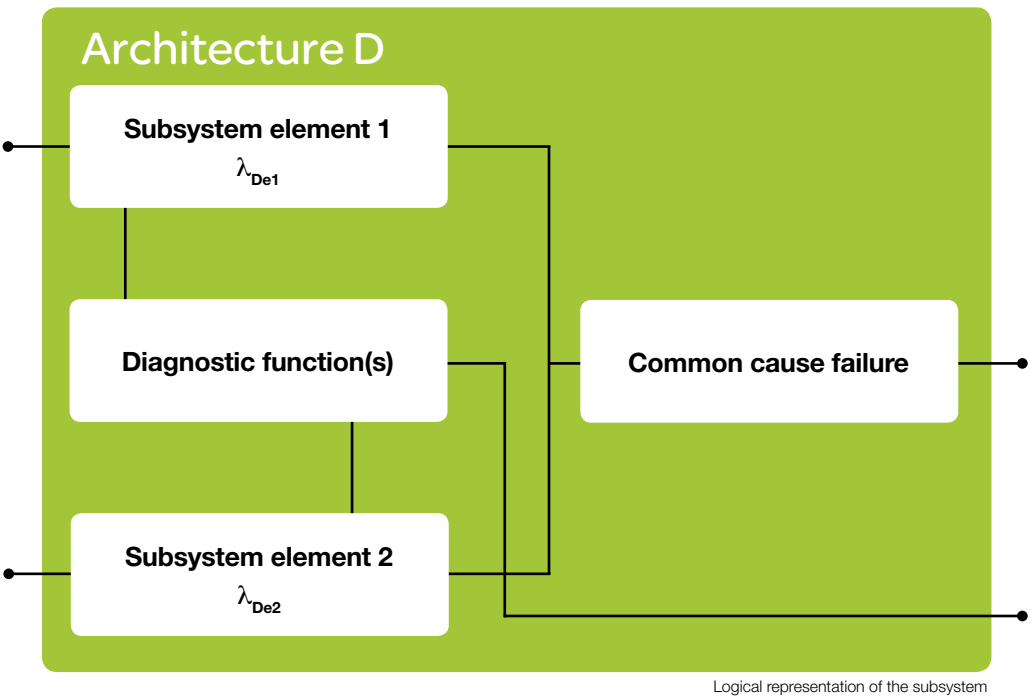 Architecture D
Subsystem element 1
λDe1
Diagnostic function(s)
Common cause failure
Subsystem element 2
λDe2
Logical representation of the subsystem